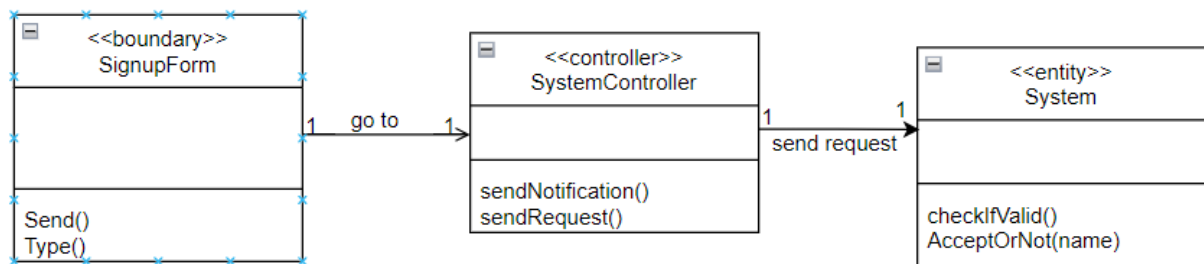 <<boundary>>
SignupForm
Send()
Type()
1 go to 1
<<controller>>
SystemController
sendNotification()
sendRequest()
1 1
send request
<<entity>>
System
checkIfValid()
AcceptOrNot(name)